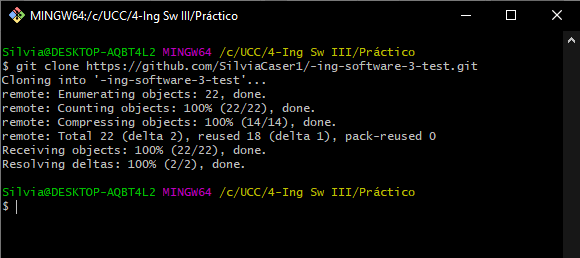 MINGW64:/c/UCC/4-Ing Sw III/Práctico
Silvia@DESKTOP-AQBT4L2 MINGW64 /c/UCC/4-Ing Sw III/Práctico
$ git clone https://github.com/SilviaCaser1/-ing-software-3-test.git
Cloning into '-ing-software-3-test'...
remote: Enumerating objects: 22, done.
remote: Counting objects: 100% (22/22), done.
remote: Compressing objects: 100% (14/14), done.
remote: Total 22 (delta 2), reused 18 (delta 1), pack-reused 0
Receiving objects: 100% (22/22), done.
Resolving deltas: 100% (2/2), done.
Silvia@DESKTOP-AQBT4L2 MINGW64 /c/UCC/4-Ing Sw III/Práctico
$